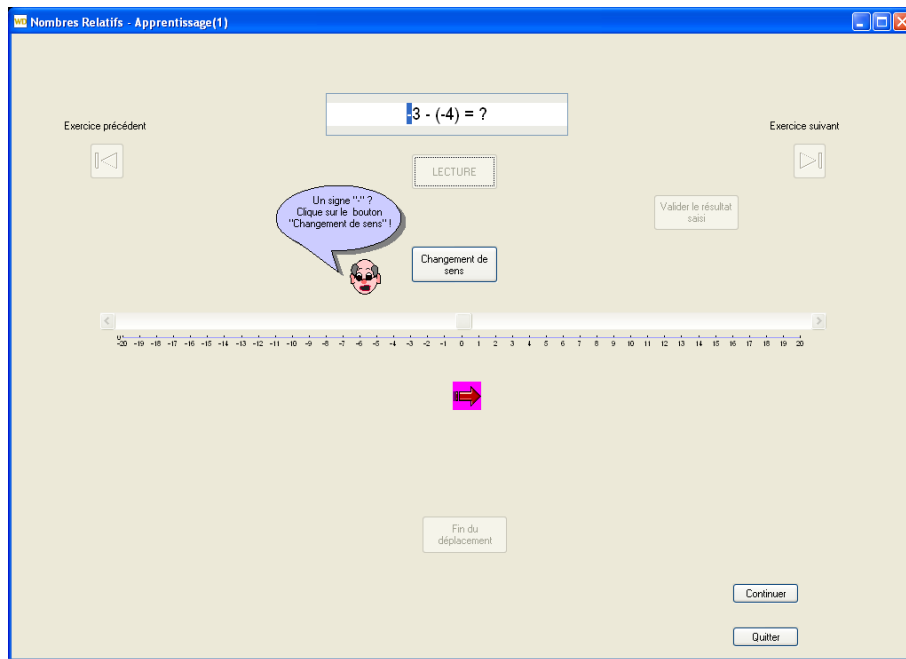 WD Nombres Relatifs - Apprentissage(1)
-3 - (-4) = ?
Exercice précédent
Exercice suivant
LECTURE
Un signe "-" ?
Clique sur le bouton
"Changement de sens" !
Valider le résultat
saisi
Changement de
sens
-20 -19 -18 -17 -16 -15 -14 -13 -12 -11 -10 -9 -8 -7 -6 -5 -4 -3 -2 -1 0 1 2 3 4 5 6 7 8 9 10 11 12 13 14 15 16 17 18 19 20
Fin du
déplacement
Continuer
Quitter